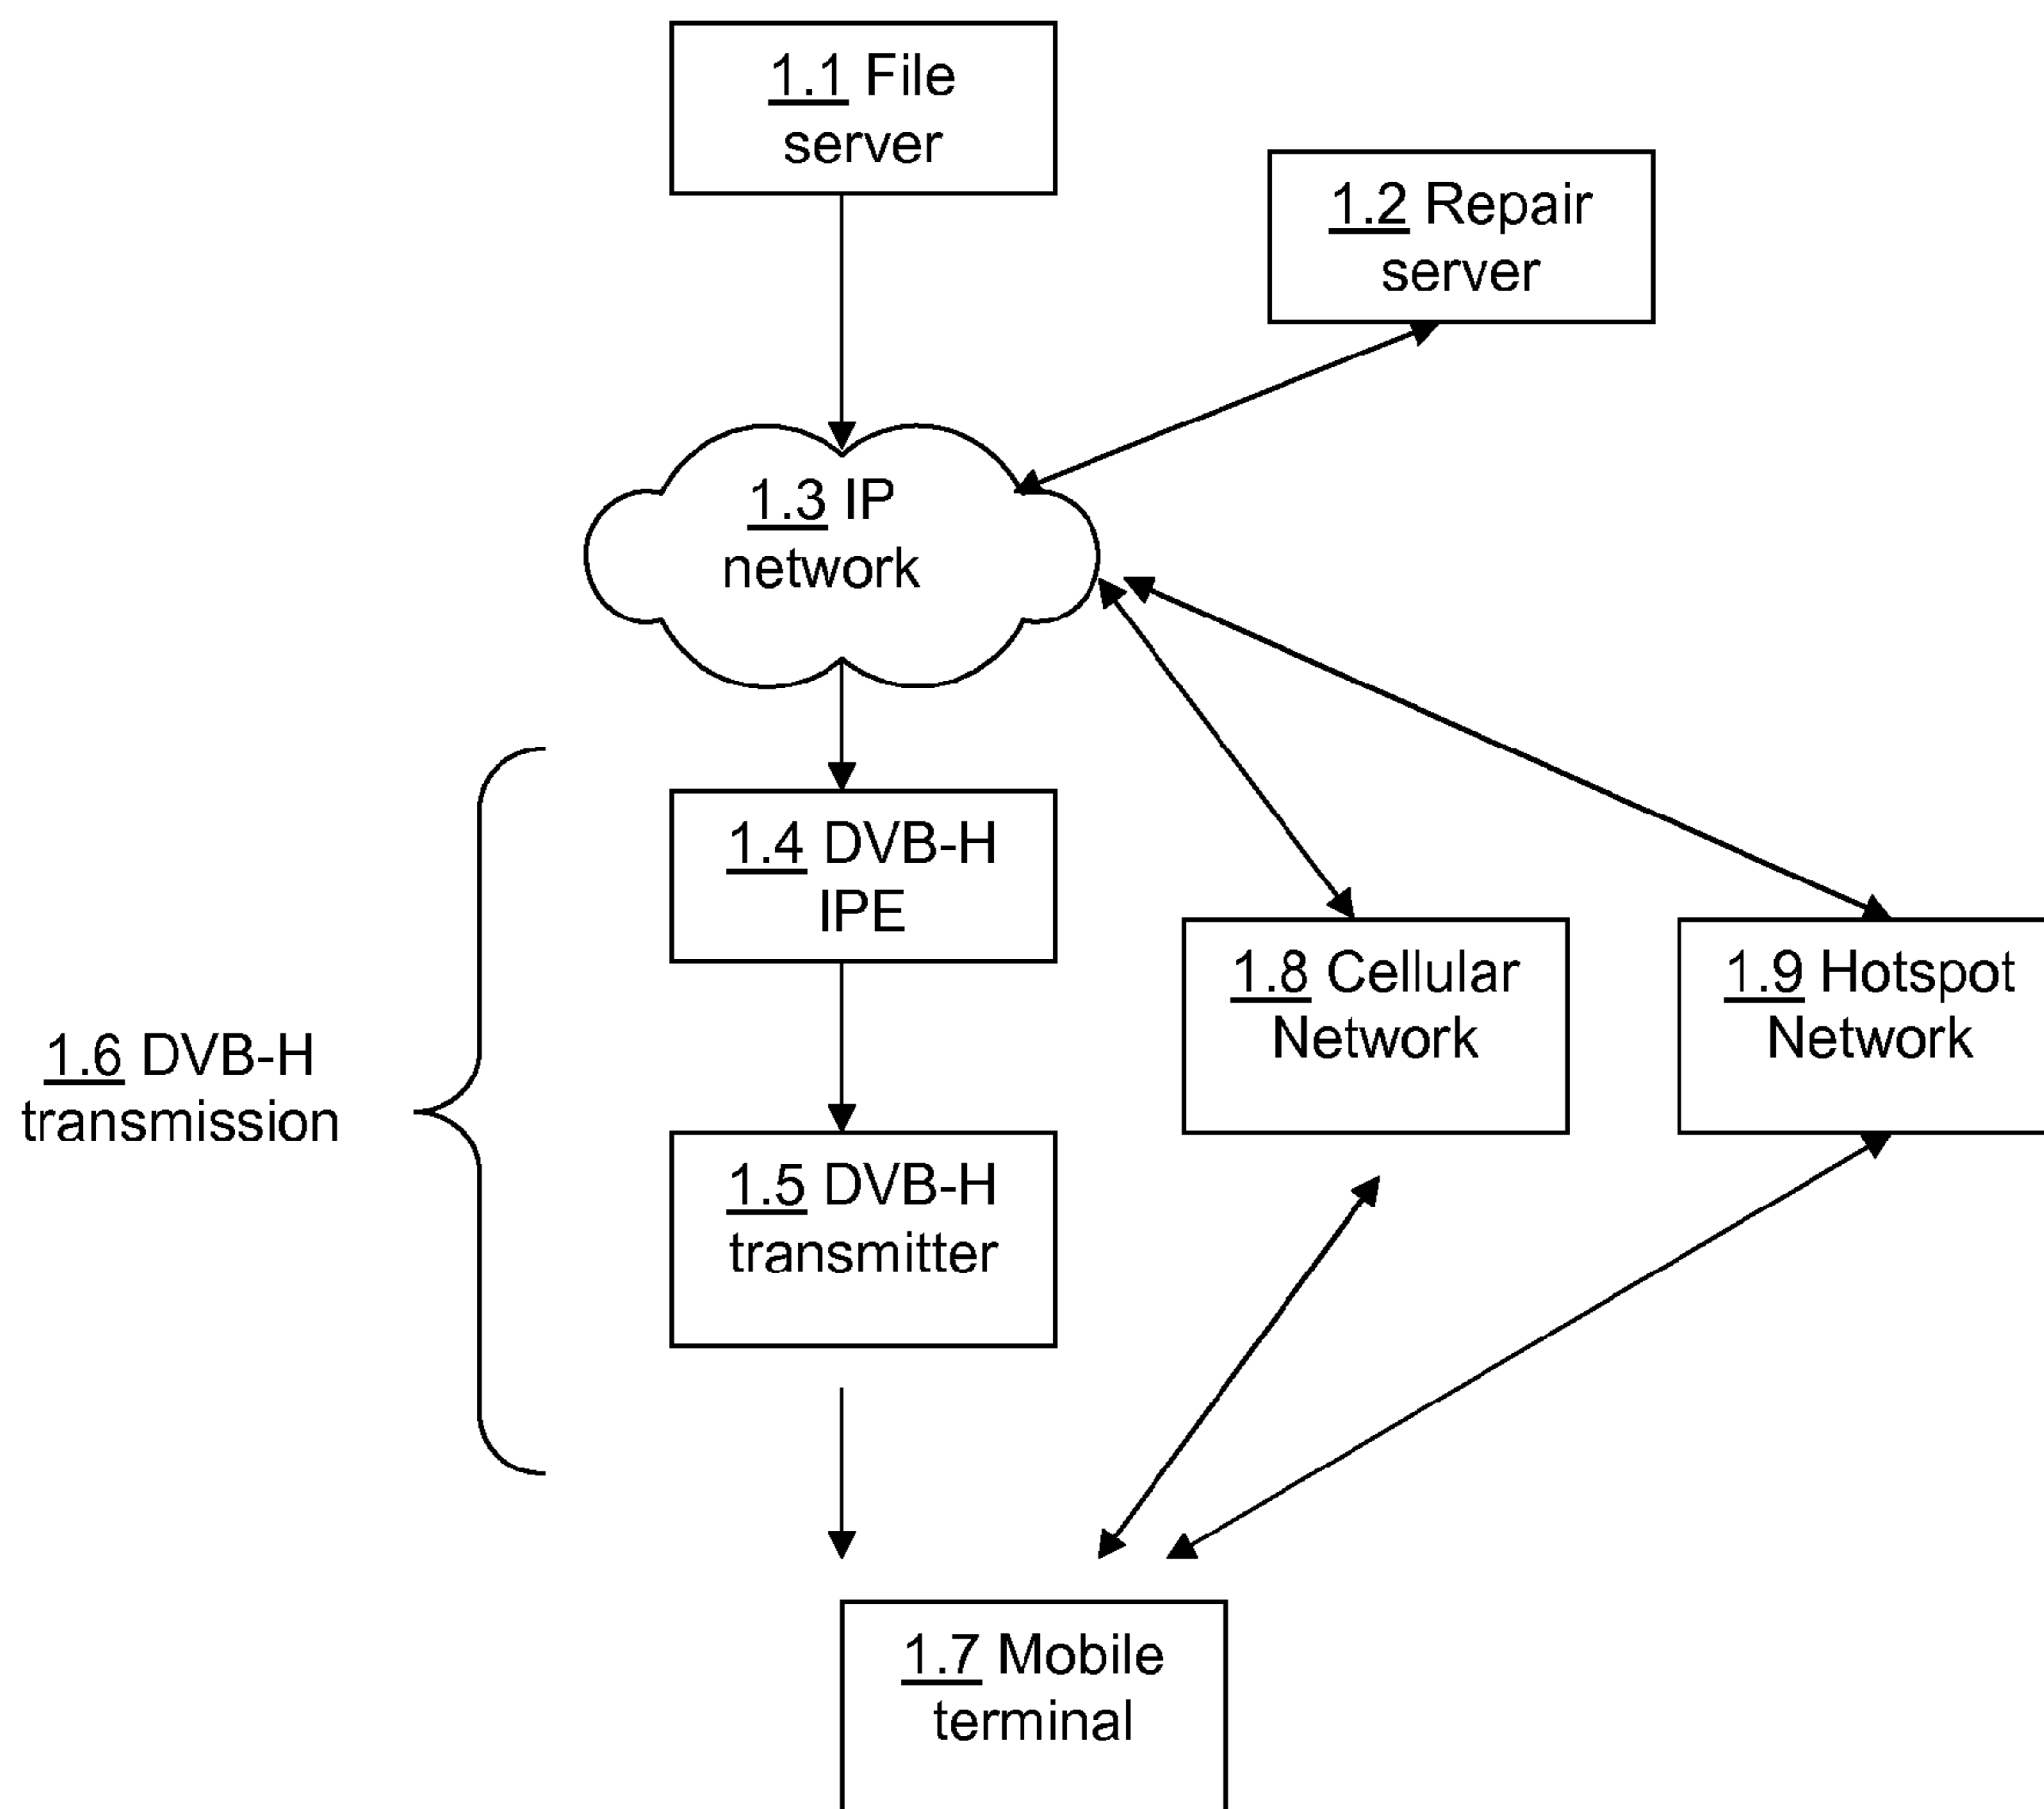 1.1 File
server
1.2 Repair
server
1.3 IP
network
1.4 DVB-H
IPE
1.8 Cellular
Network
1.9 Hotspot
Network
1.6 DVB-H
transmission
1.5 DVB-H
transmitter
1.7 Mobile
terminal